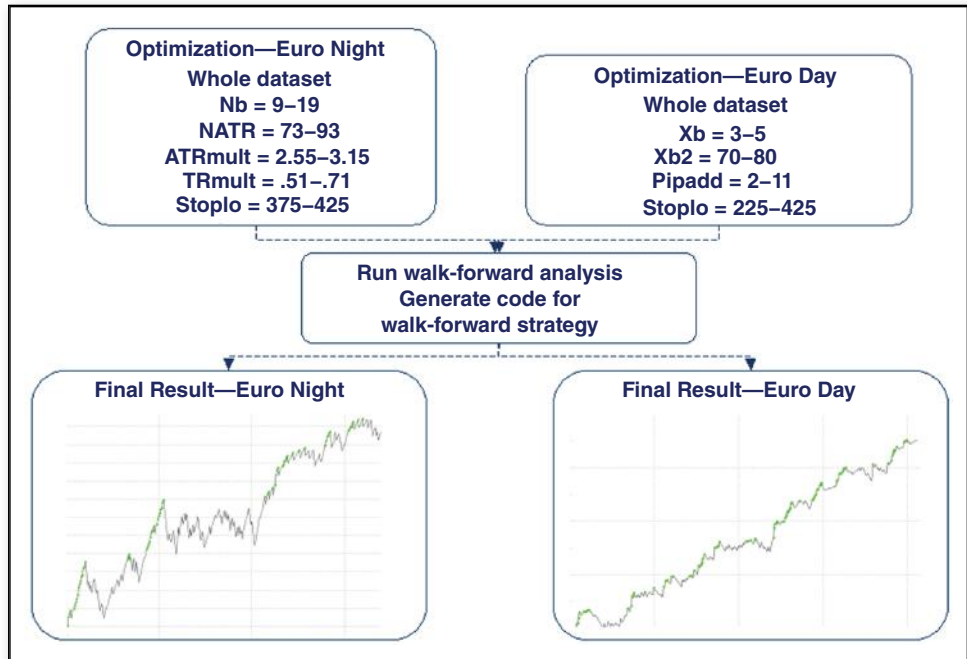 Optimization—Euro Night
Whole dataset
Nb = 9–19
NATR = 73–93
ATRmult = 2.55–3.15
TRmult = .51–.71
Stoplo = 375–425
Optimization—Euro Day
Whole dataset
Xb = 3–5
Xb2 = 70–80
Pipadd = 2–11
Stoplo = 225–425
Run walk-forward analysis
Generate code for
walk-forward strategy
Final Result—Euro Night
Final Result—Euro Day